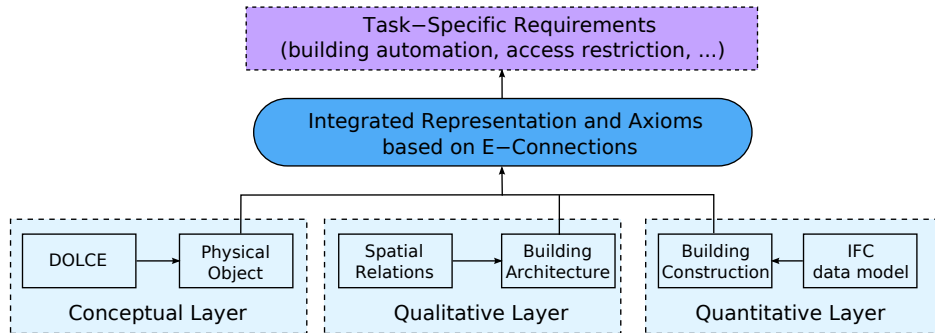 Task−Specific Requirements
(building automation, access restriction, ...)
Integrated Representation and Axioms
based on E−Connections
DOLCE
Physical
Object
Conceptual Layer
Spatial
Relations
Building
Architecture
Qualitative Layer
Building
Construction
IFC
data model
Quantitative Layer